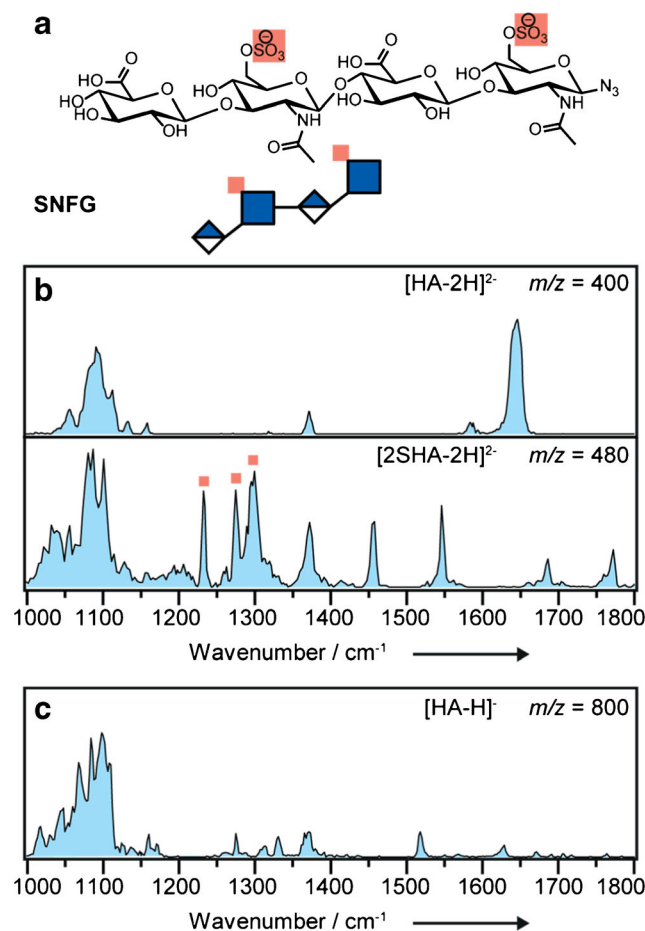 a
⊖
OSO₃
⊖
OSO₃
O
HO
O
HO
O
HO
O
HO
O
O
O
HO
O
N₃
HO
HO
OH
O
NH
HO
OH
O
NH
O
O
SNFG
b
[HA-2H]²⁻ m/z = 400
[2SHA-2H]²⁻ m/z = 480
1000 1100 1200 1300 1400 1500 1600 1700 1800
Wavenumber / cm⁻¹
c
[HA-H]⁻ m/z = 800
1000 1100 1200 1300 1400 1500 1600 1700 1800
Wavenumber / cm⁻¹